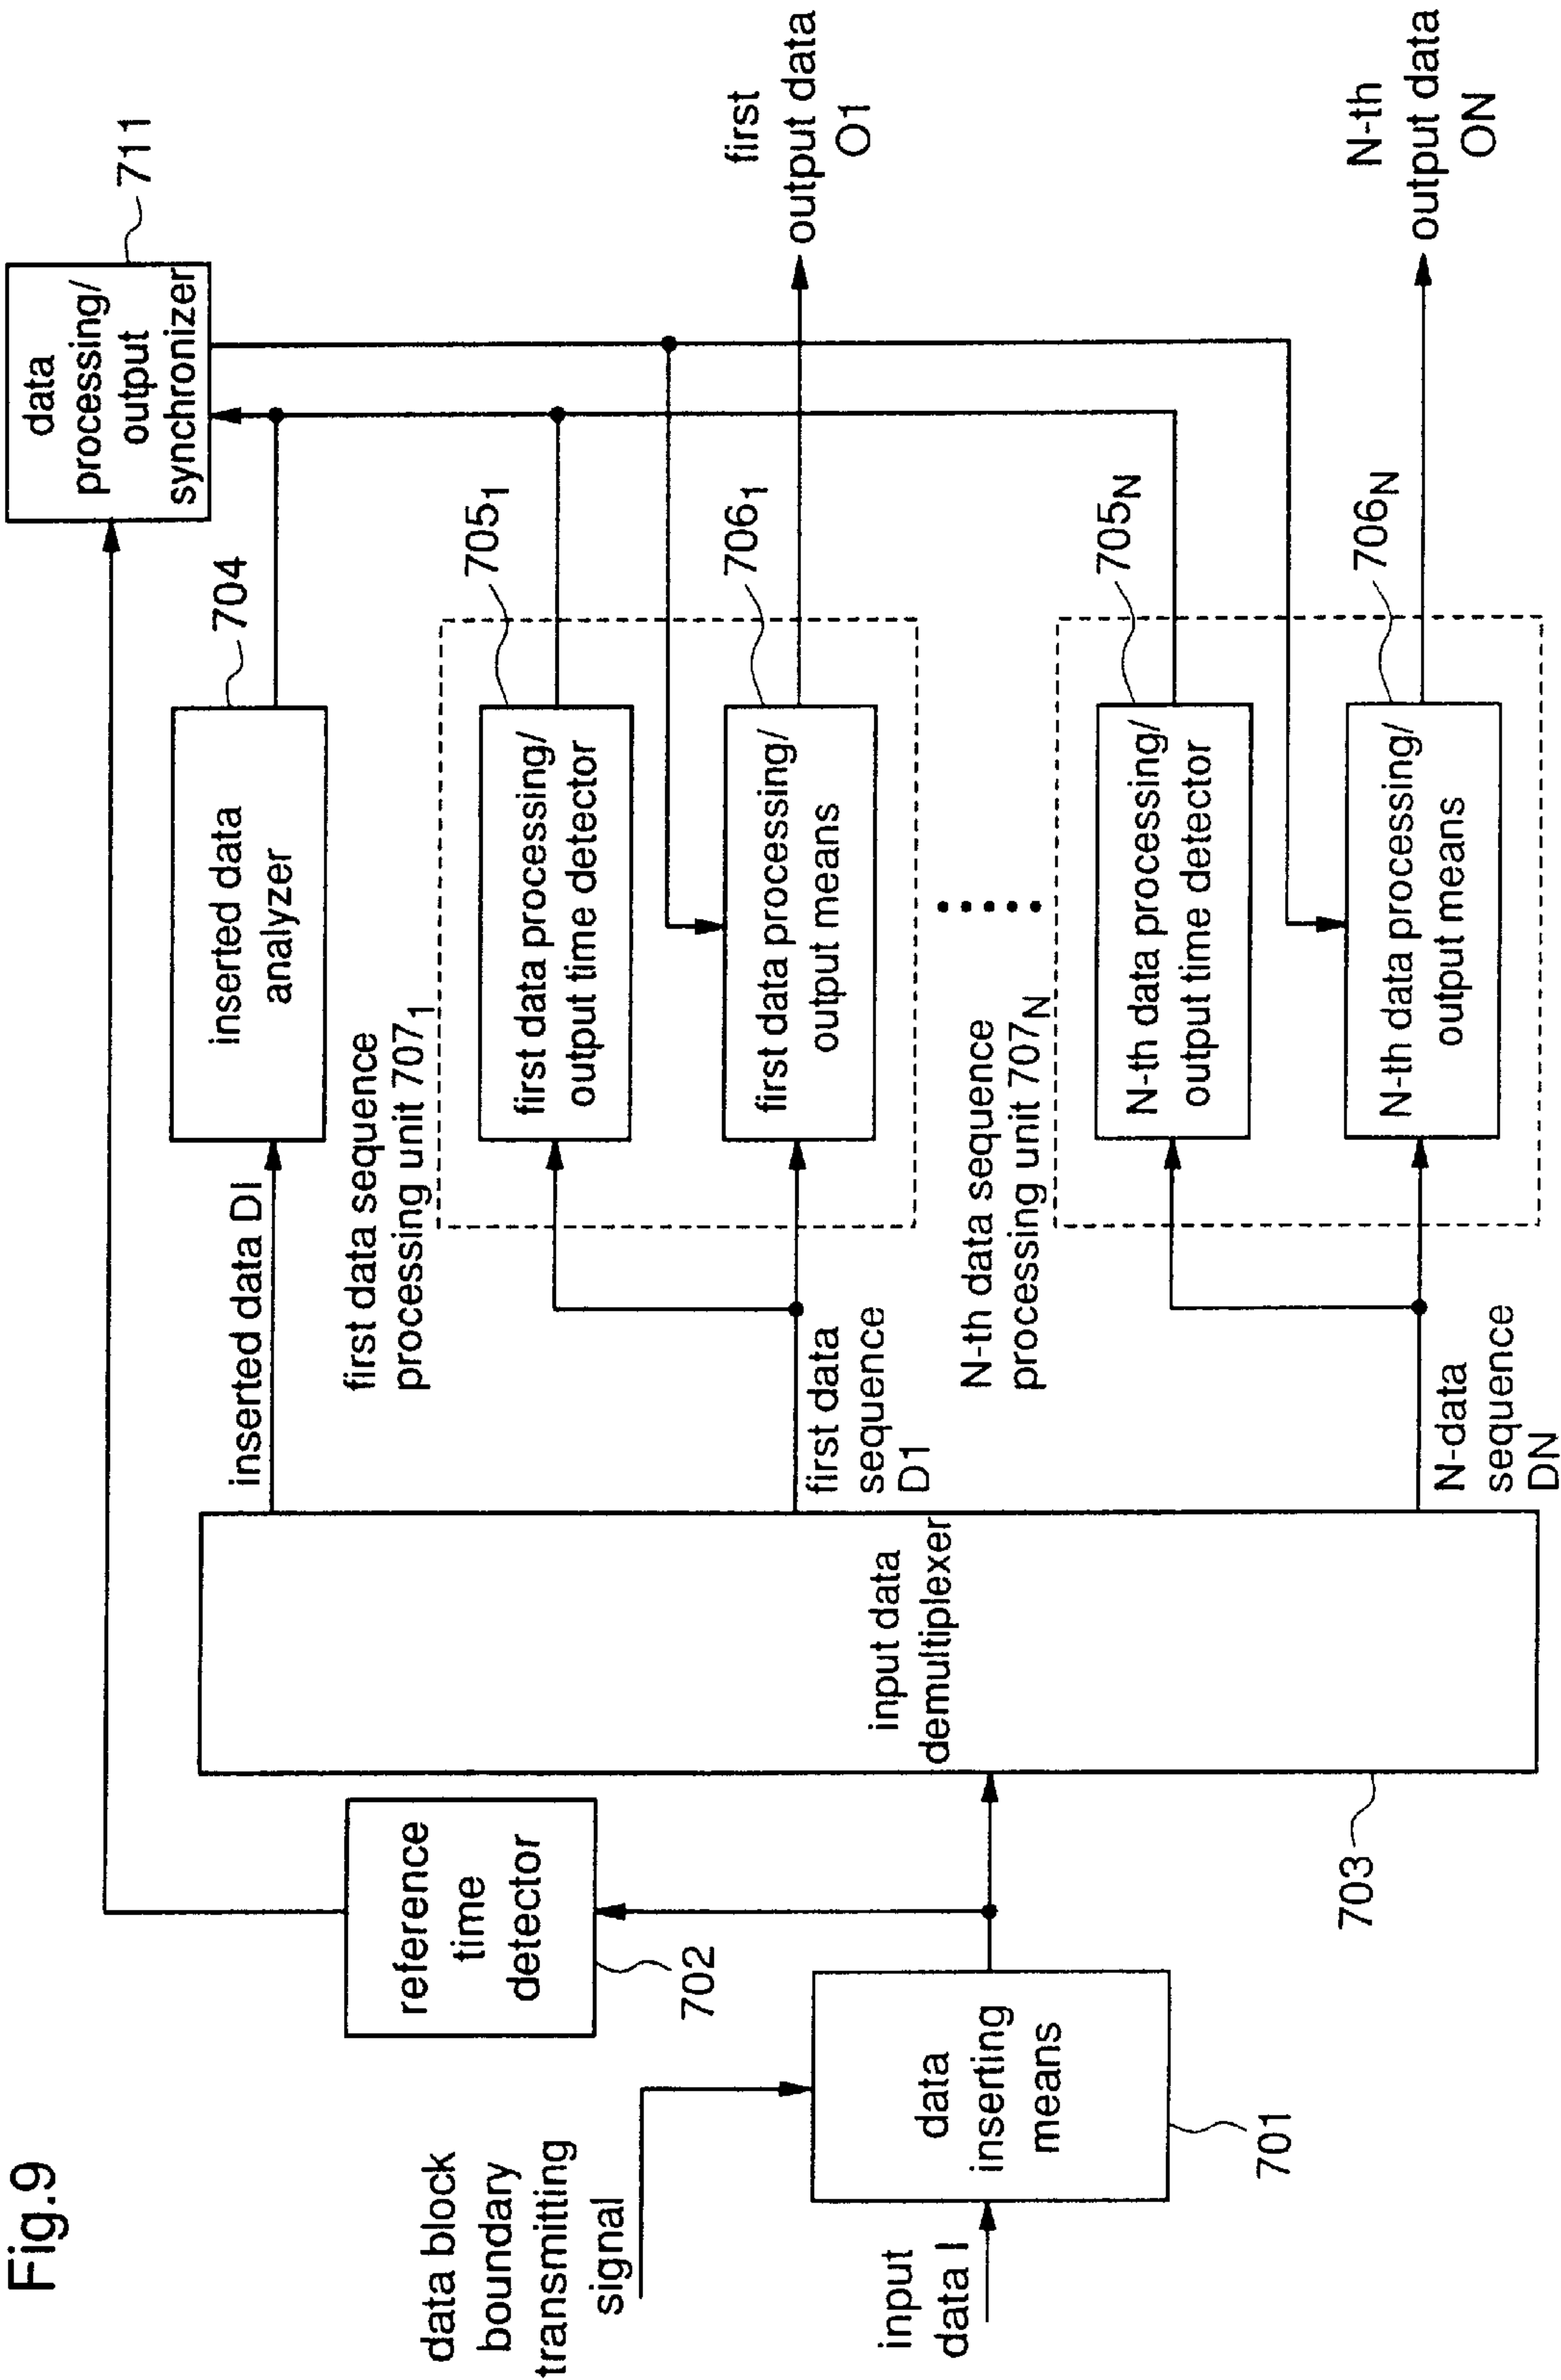 Fig.9
data block
boundary
transmitting
signal
input
data I
data
inserting
means
701
reference
time
detector
702
input data
demultiplexer
703
inserted data DI
first data sequence
processing unit 707₁
first data
sequence
D1
N-th data sequence
processing unit 707N
N-data
sequence
DN
inserted data
analyzer
704
first data processing/
output time detector
705₁
first data processing/
output means
706₁
N-th data processing/
output time detector
705N
N-th data processing/
output means
706N
data
processing/
output
synchronizer
711
first
output data
O1
N-th
output data
ON